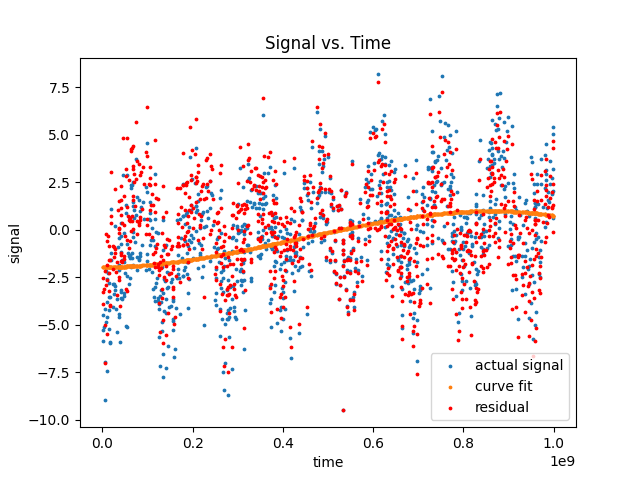 Signal vs. Time
signal
7.5
5.0
2.5
0.0
−2.5
−5.0
−7.5
−10.0
actual signal
curve fit
residual
0.0 0.2 0.4 0.6 0.8 1.0
time
1e9